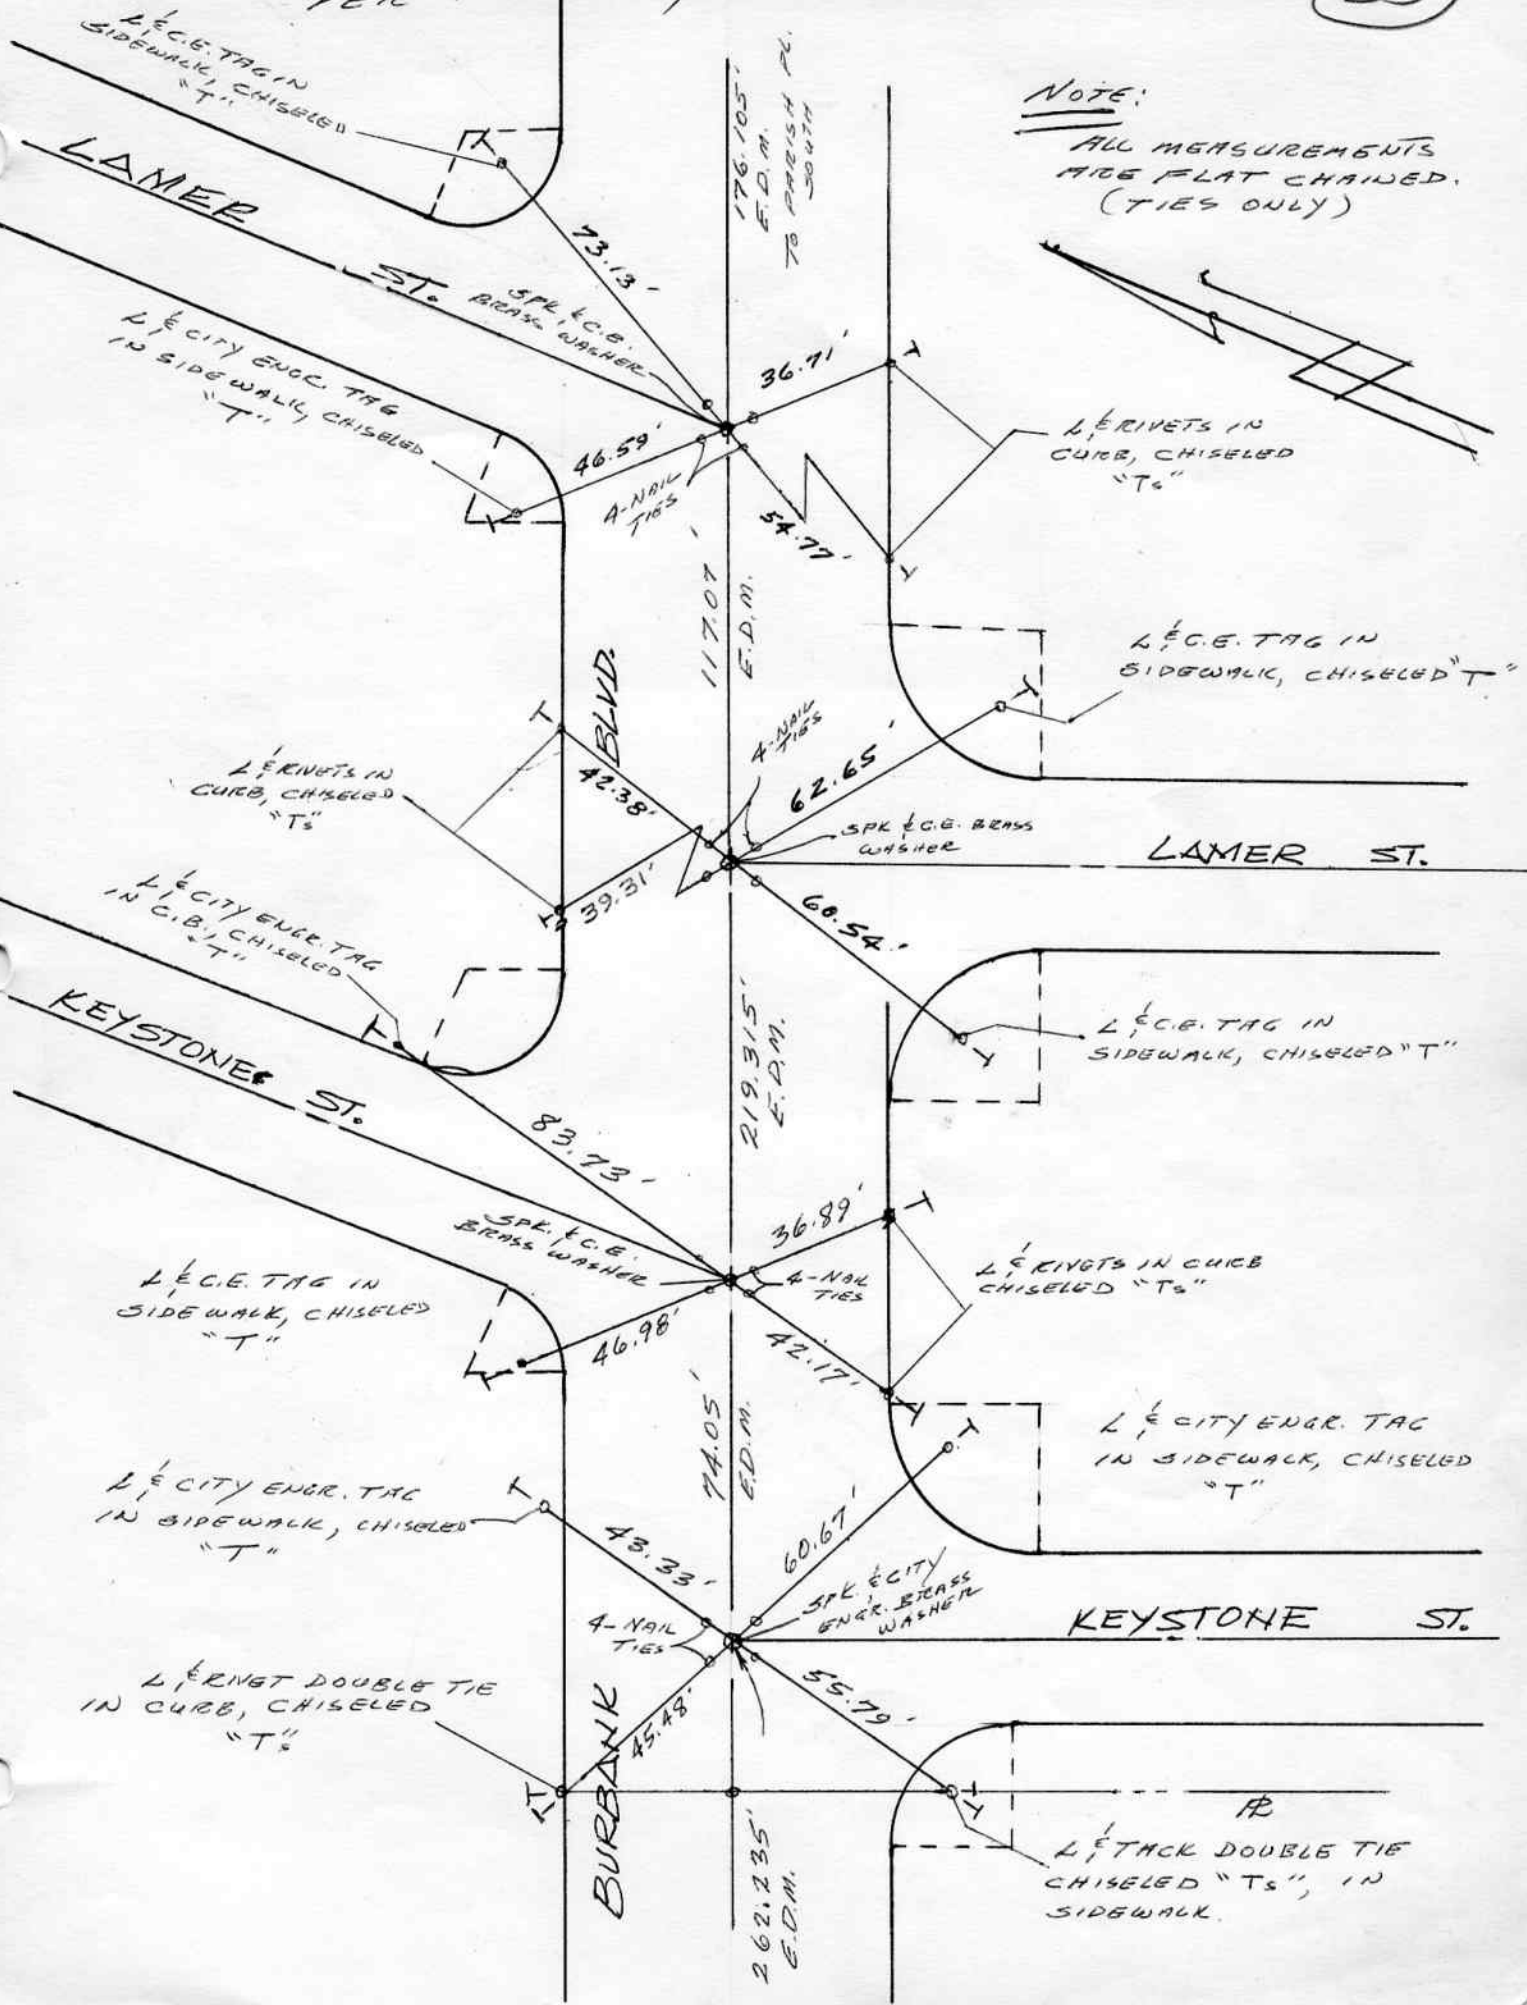 L & C.E. TAG IN
SIDEWALK, CHISELED
"T"
T
LAMER ST.
73.13'
176.105'
E.D.M.
TO PARISH PL.
SOUTH
NOTE:
ALL MEASUREMENTS
ARE FLAT CHAINED.
(TIES ONLY)
SPK. & C.E.
BRASS WASHER
L & CITY ENGR. TAG
IN SIDEWALK, CHISELED
"T"
36.71'
T
L & RIVETS IN
CURB, CHISELED
"Ts"
46.59'
4-NAIL
TIES
T
54.77'
T
117.07'
E.D.M.
L & C.E. TAG IN
SIDEWALK, CHISELED "T"
T
BLVD.
T
4-NAIL
TIES
62.65'
L & RIVETS IN
CURB, CHISELED
"Ts"
42.38'
SPK & C.E. BRASS
WASHER
LAMER ST.
39.31'
T
60.54'
L & CITY ENGR. TAG
IN C.B., CHISELED
"T"
T
KEYSTONE ST.
219.315'
E.D.M.
L & C.E. TAG IN
SIDEWALK, CHISELED "T"
T
83.73'
SPK. & C.E.
BRASS WASHER
36.89'
T
4-NAIL
TIES
L & RIVETS IN CURB
CHISELED "Ts"
L & C.E. TAG IN
SIDEWALK, CHISELED
"T"
46.98'
T
42.17'
T
74.05'
E.D.M.
T
L & CITY ENGR. TAG
IN SIDEWALK, CHISELED
"T"
L & CITY ENGR. TAG
IN SIDEWALK, CHISELED
"T"
T
43.33'
60.67'
SPK. & CITY
ENGR. BRASS
WASHER
4-NAIL
TIES
KEYSTONE ST.
L & RIVET DOUBLE TIE
IN CURB, CHISELED
"Ts"
45.48'
55.79'
T
T
BURBANK
262.235'
E.D.M.
PL
L & TACK DOUBLE TIE
CHISELED "Ts", IN
SIDEWALK.